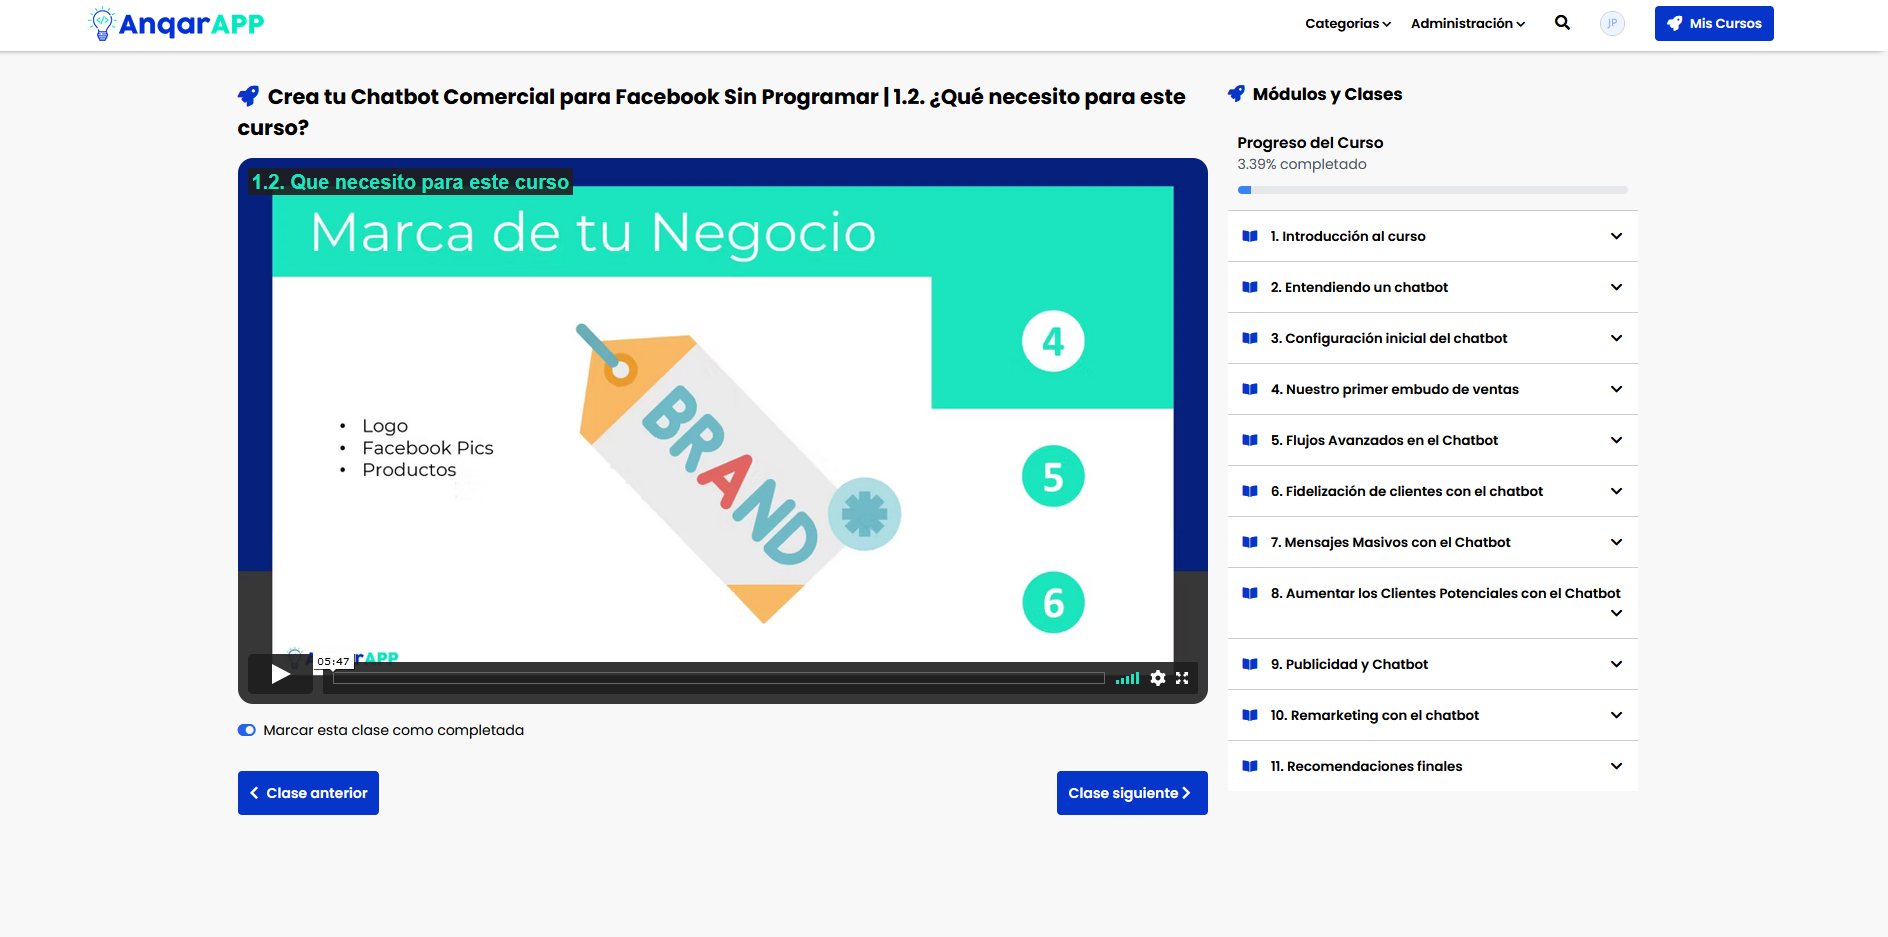 AnqarAPP
Categorias
Administración
JP
Mis Cursos
Crea tu Chatbot Comercial para Facebook Sin Programar | 1.2. ¿Qué necesito para este
curso?
1.2. Que necesito para este curso
Marca de tu Negocio
4
• Logo
• Facebook Pics
• Productos
BRAND
5
6
APP
05:47
Marcar esta clase como completada
Clase anterior
Clase siguiente
Módulos y Clases
Progreso del Curso
3.39% completado
1. Introducción al curso
2. Entendiendo un chatbot
3. Configuración inicial del chatbot
4. Nuestro primer embudo de ventas
5. Flujos Avanzados en el Chatbot
6. Fidelización de clientes con el chatbot
7. Mensajes Masivos con el Chatbot
8. Aumentar los Clientes Potenciales con el Chatbot
9. Publicidad y Chatbot
10. Remarketing con el chatbot
11. Recomendaciones finales